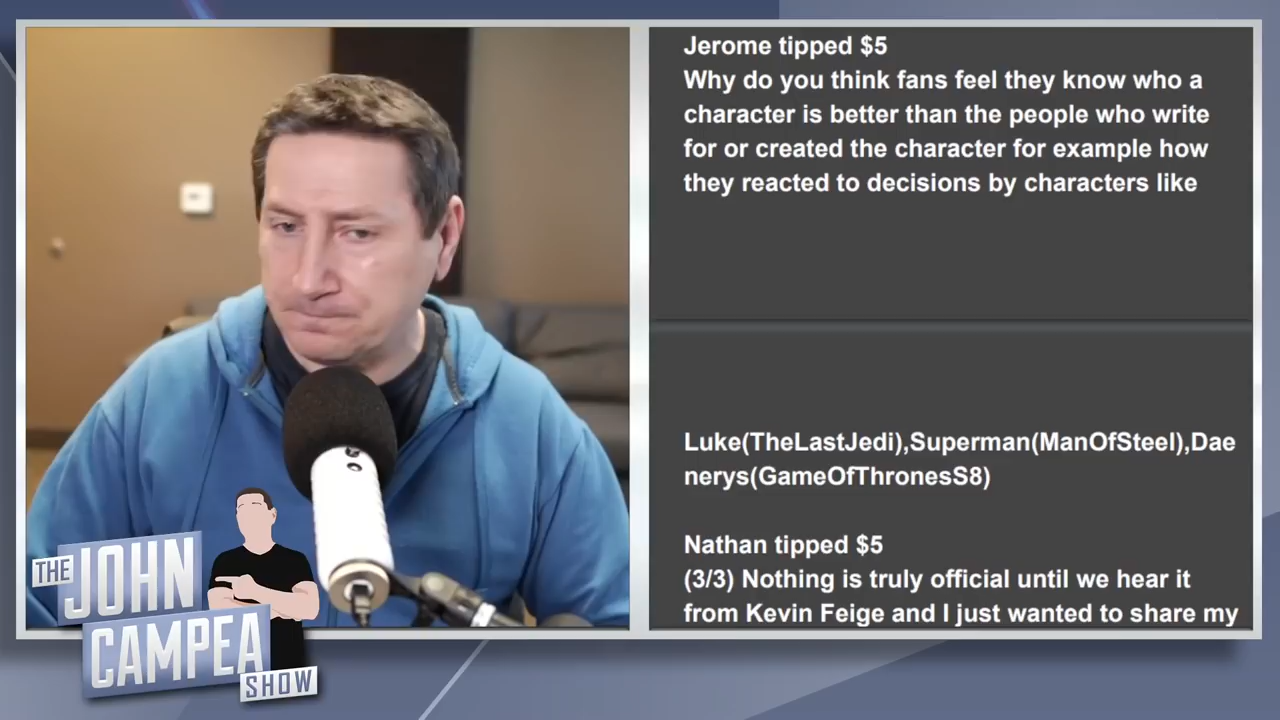 Jerome tipped $5
Why do you think fans feel they know who a
character is better than the people who write
for or created the character for example how
they reacted to decisions by characters like
Luke(TheLastJedi),Superman(ManOfSteel),Dae
nerys(GameOfThronesS8)
Nathan tipped $5
(3/3) Nothing is truly official until we hear it
from Kevin Feige and I just wanted to share my
THE
JOHN
CAMPEA
SHOW